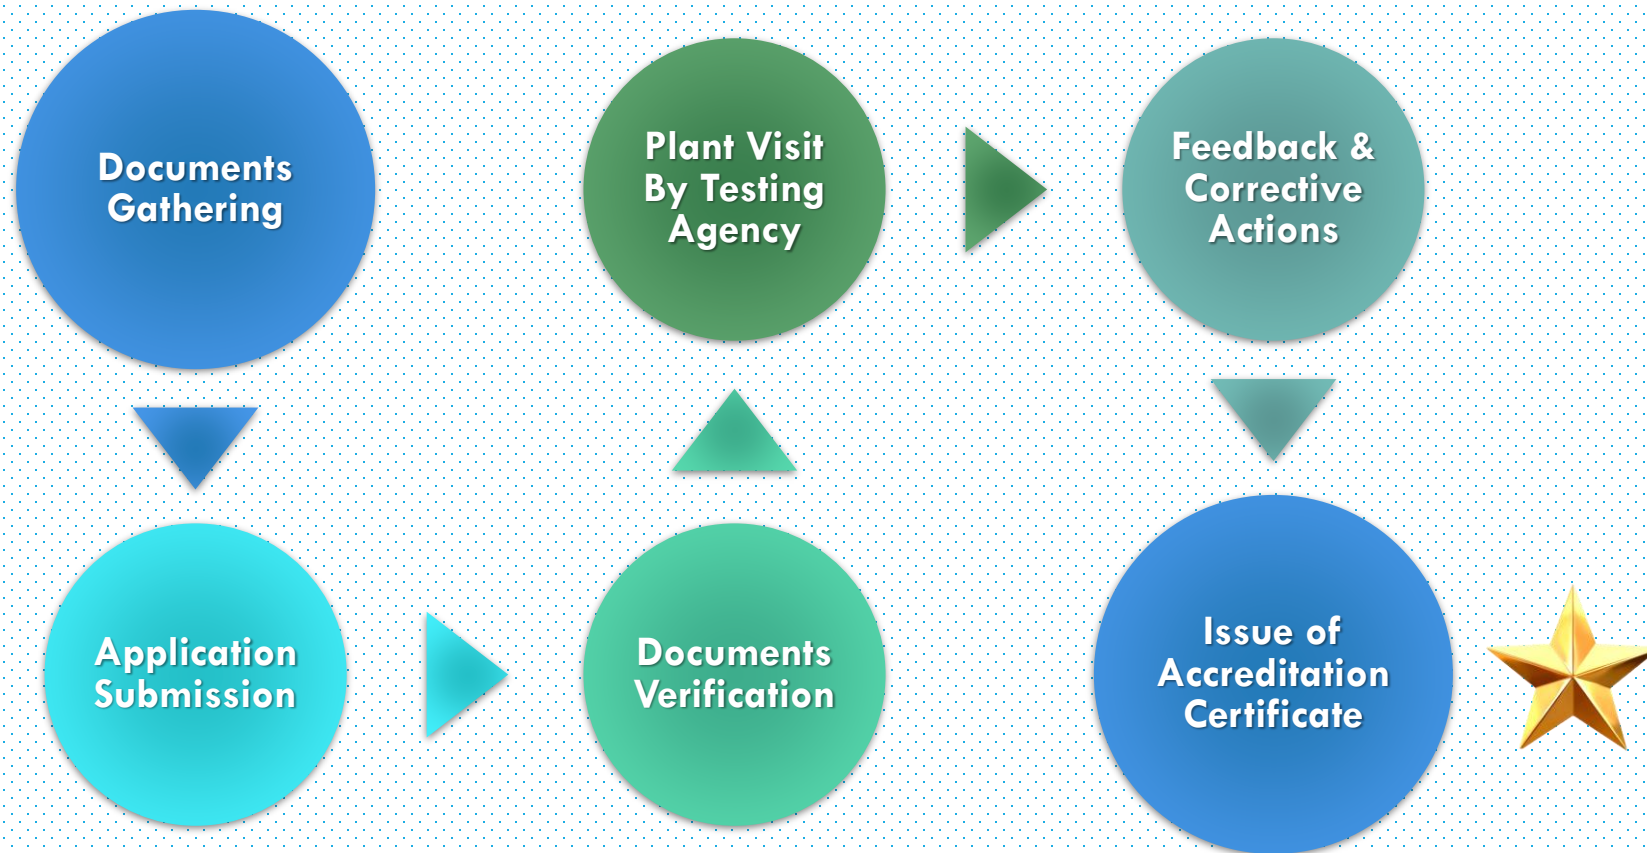 Documents
Gathering
Application
Submission
Documents
Verification
Plant Visit
By Testing
Agency
Feedback &
Corrective
Actions
Issue of
Accreditation
Certificate